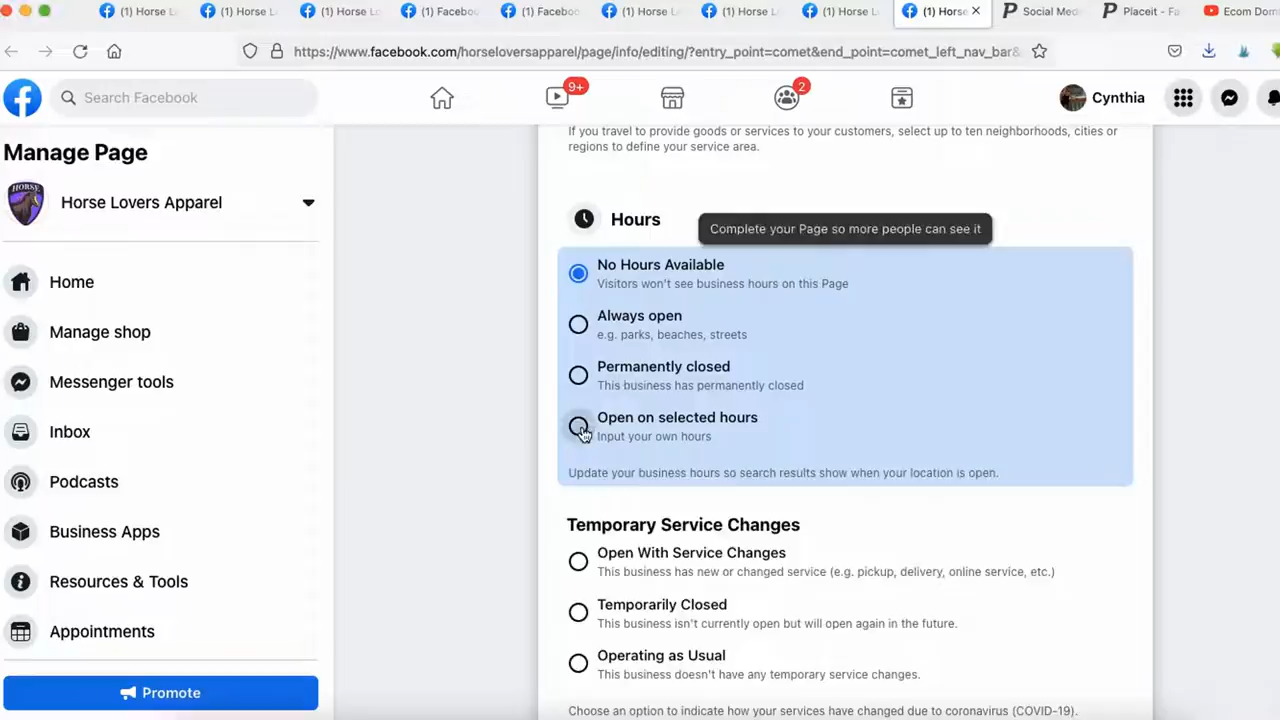 (1) Horse L
(1) Horse L
(1) Horse Lo
(1) Facebou
(1) Faceboo
(1) Horse Le
(1) Horse L
(1) Horse L
(1) Horse
Social Med
Placeit - Fa
Ecom Dom
https://www.facebook.com/horseloversapparel/page/info/editing/?entry_point=comet&end_point=comet_left_nav_bar&
Search Facebook
9+
2
Cynthia
Manage Page
HORSE
Horse Lovers Apparel
Home
Manage shop
Messenger tools
Inbox
Podcasts
Business Apps
Resources & Tools
Appointments
Promote
If you travel to provide goods or services to your customers, select up to ten neighborhoods, cities or
regions to define your service area.
Hours
Complete your Page so more people can see it
No Hours Available
Visitors won't see business hours on this Page
Always open
e.g. parks, beaches, streets
Permanently closed
This business has permanently closed
Open on selected hours
Input your own hours
Update your business hours so search results show when your location is open.
Temporary Service Changes
Open With Service Changes
This business has new or changed service (e.g. pickup, delivery, online service, etc.)
Temporarily Closed
This business isn't currently open but will open again in the future.
Operating as Usual
This business doesn't have any temporary service changes.
Choose an option to indicate how your services have changed due to coronavirus (COVID-19).